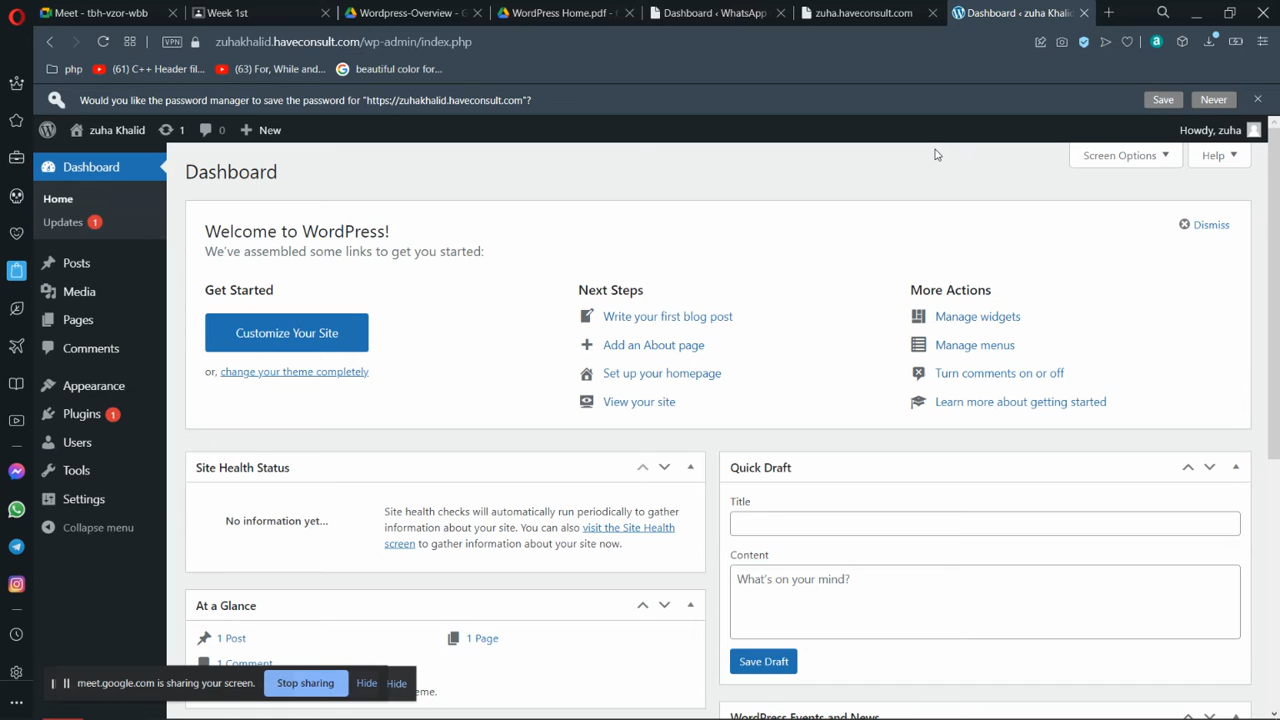 Meet - tbh-vzor-wbb
Week 1st
Wordpress-Overview - G
WordPress Home.pdf -
Dashboard ‹ WhatsApp
zuha.haveconsult.com/
Dashboard ‹ zuha Khalid
VPN
zuhakhalid.haveconsult.com/wp-admin/index.php
php
(61) C++ Header fil...
(63) For, While and...
beautiful color for...
Would you like the password manager to save the password for "https://zuhakhalid.haveconsult.com"?
Save
Never
zuha Khalid
1
0
New
Howdy, zuha
Dashboard
Home
Updates 1
Posts
Media
Pages
Comments
Appearance
Plugins 1
Users
Tools
Settings
Collapse menu
Dashboard
Screen Options
Help
Welcome to WordPress!
We've assembled some links to get you started:
Dismiss
Get Started
Customize Your Site
or, change your theme completely
Next Steps
Write your first blog post
Add an About page
Set up your homepage
View your site
More Actions
Manage widgets
Manage menus
Turn comments on or off
Learn more about getting started
Site Health Status
No information yet...
Site health checks will automatically run periodically to gather
information about your site. You can also visit the Site Health
screen to gather information about your site now.
At a Glance
1 Post
1 Page
1 Comment
eme.
Quick Draft
Title
Content
What's on your mind?
Save Draft
WordPress Events and News
meet.google.com is sharing your screen.
Stop sharing
Hide
Hide